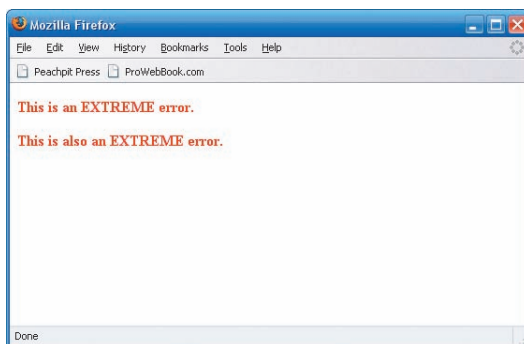 Mozilla Firefox
File Edit View History Bookmarks Tools Help
Peachpit Press ProWebBook.com
This is an EXTREME error.
This is also an EXTREME error.
Done